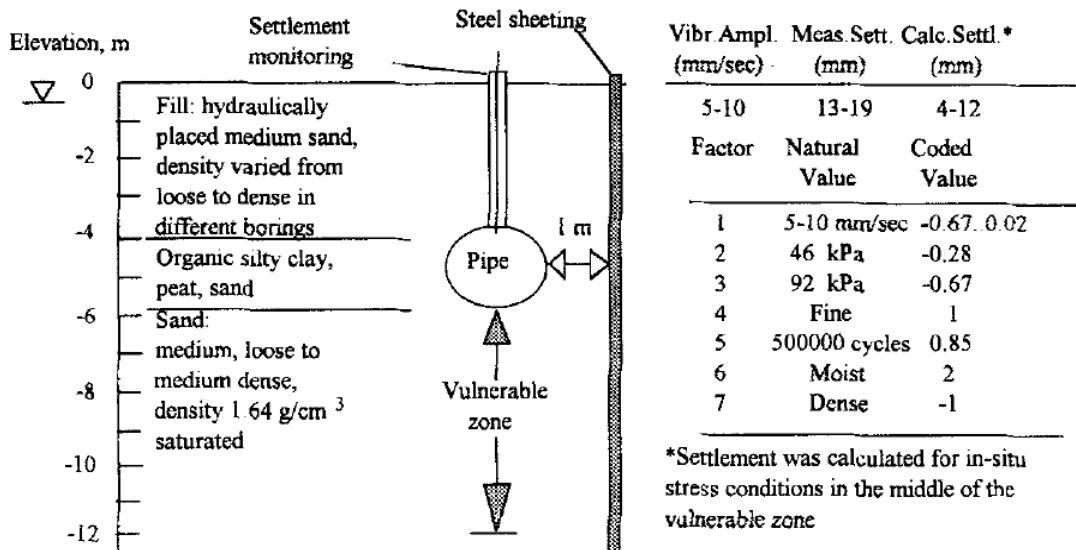 Elevation, m
Settlement
monitoring
Steel sheeting
0
-2
-4
-6
-8
-10
-12
Fill: hydraulically
placed medium sand,
density varied from
loose to dense in
different borings
Organic silty clay,
peat, sand
Sand:
medium, loose to
medium dense,
density 1.64 g/cm 3
saturated
Pipe
1 m
Vulnerable
zone
Vibr.Ampl. Meas.Sett. Calc.Settl.*
(mm/sec) (mm) (mm)
5-10 13-19 4-12
Factor Natural Coded
Value Value
1 5-10 mm/sec -0.67..0.02
2 46 kPa -0.28
3 92 kPa -0.67
4 Fine 1
5 500000 cycles 0.85
6 Moist 2
7 Dense -1
*Settlement was calculated for in-situ
stress conditions in the middle of the
vulnerable zone